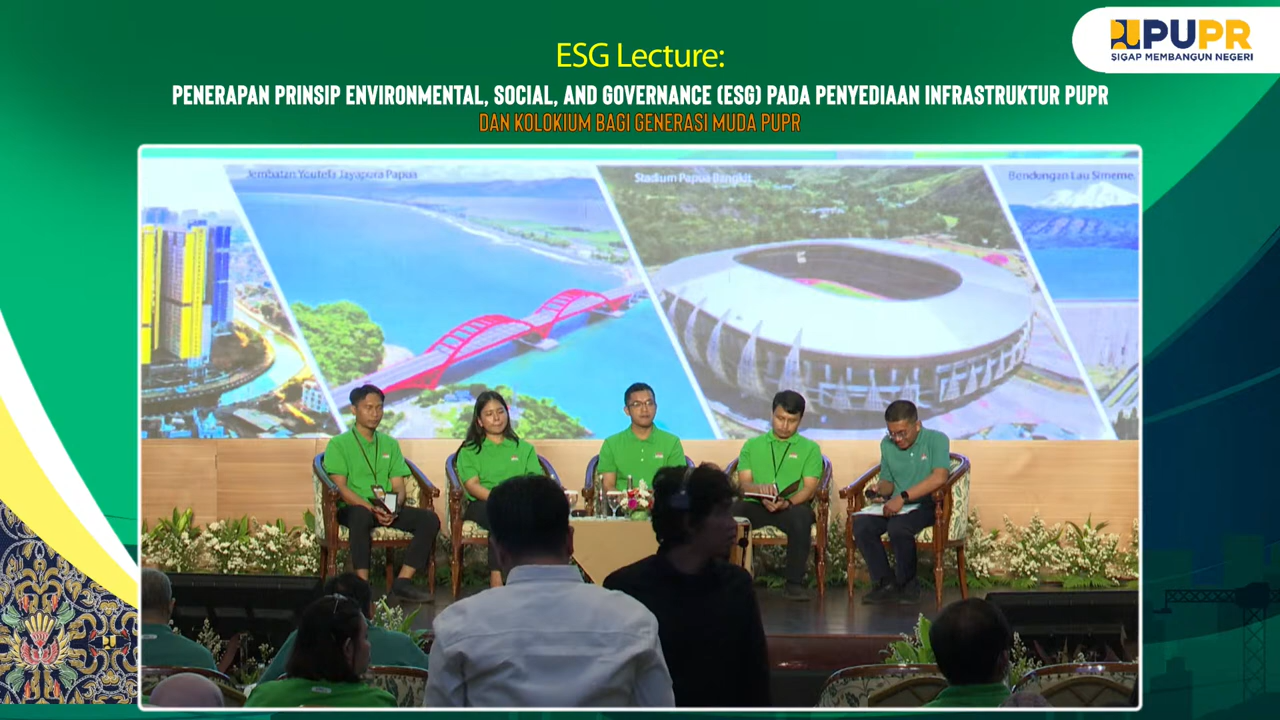 ESG Lecture:
PUPR
SIGAP MEMBANGUN NEGERI
PENERAPAN PRINSIP ENVIRONMENTAL, SOCIAL, AND GOVERNANCE (ESG) PADA PENYEDIAAN INFRASTRUKTUR PUPR
DAN KOLOKIUM BAGI GENERASI MUDA PUPR
Jembatan Youtefa Jayapura Papua
Stadium Papua Bangkit
Bendungan Lau Simeme